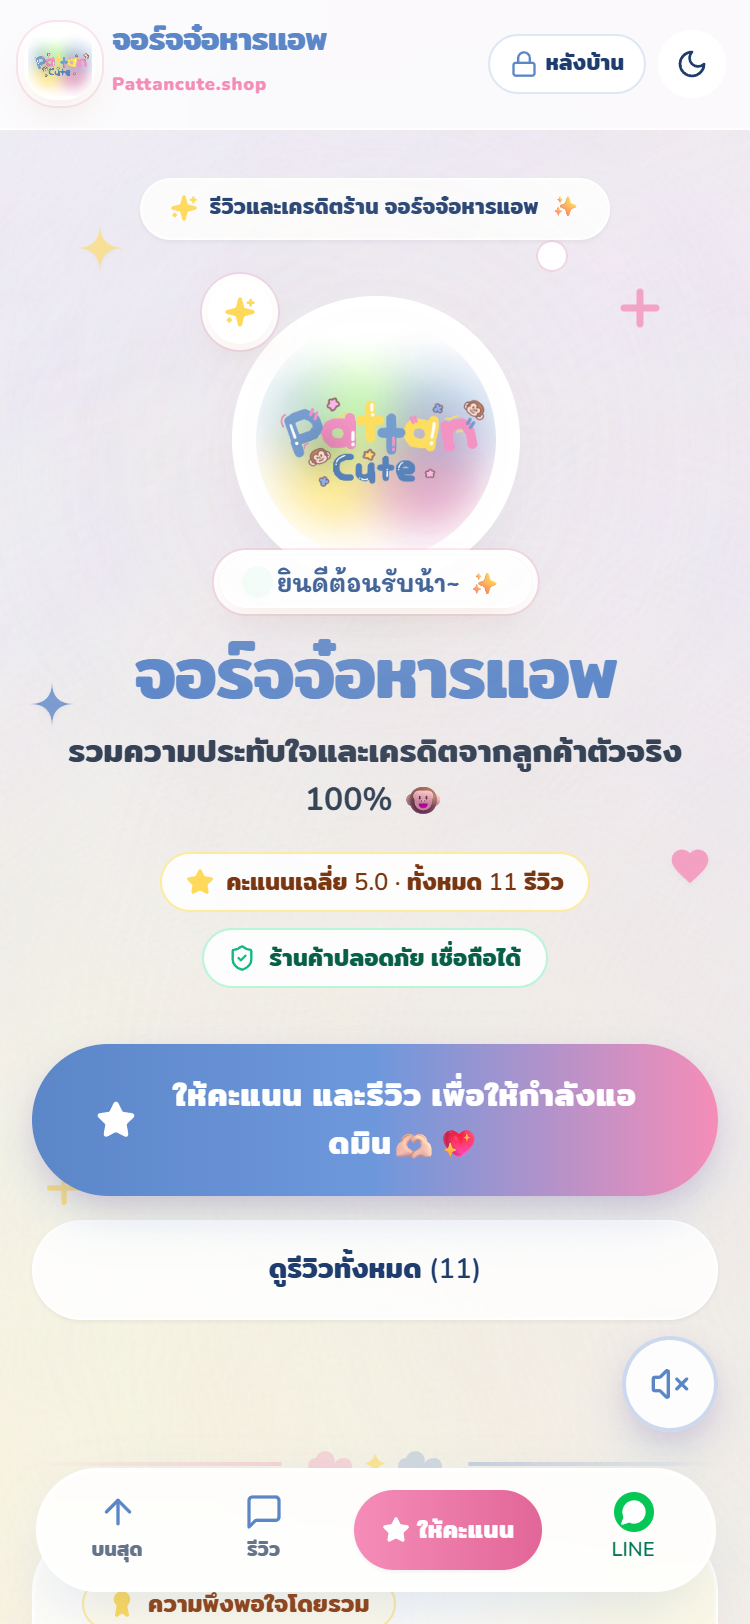 Pattan
Cute
จอร์จจ๋อหารแอพ
Pattancute.shop
หลังบ้าน
รีวิวและเครดิตร้าน จอร์จจ๋อหารแอพ ✨
Pattan
Cute
ยินดีต้อนรับน้า~ ✨
จอร์จจ๋อหารแอพ
รวมความประทับใจและเครดิตจากลูกค้าตัวจริง
100% 🐵
คะแนนเฉลี่ย 5.0 · ทั้งหมด 11 รีวิว
ร้านค้าปลอดภัย เชื่อถือได้
ให้คะแนน และรีวิว เพื่อให้กำลังแอ
ดมิน🫶🏻 💖
ดูรีวิวทั้งหมด (11)
บนสุด
รีวิว
ให้คะแนน
LINE
ความพึงพอใจโดยรวม